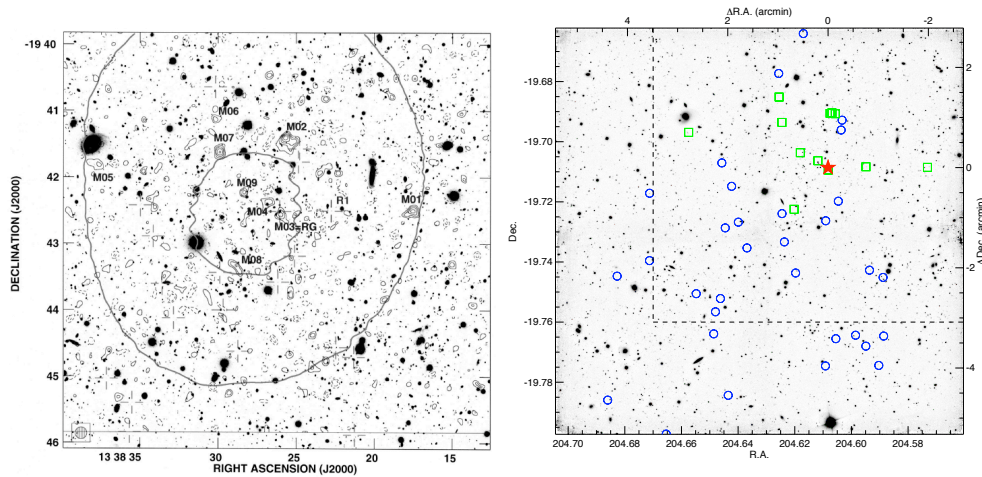 -19 40
41
42
43
44
45
46
DECLINATION (J2000)
M06
M02
M07
M05
M09
R1
M01
M04
M03=RG
M08
13 38 35
30
25
20
15
RIGHT ASCENSION (J2000)
ΔR.A. (arcmin)
4
2
0
-2
-19.68
-19.70
-19.72
-19.74
-19.76
-19.78
Dec.
2
0
-2
-4
ΔDec. (arcmin)
204.70
204.68
204.66
204.64
204.62
204.60
204.58
R.A.